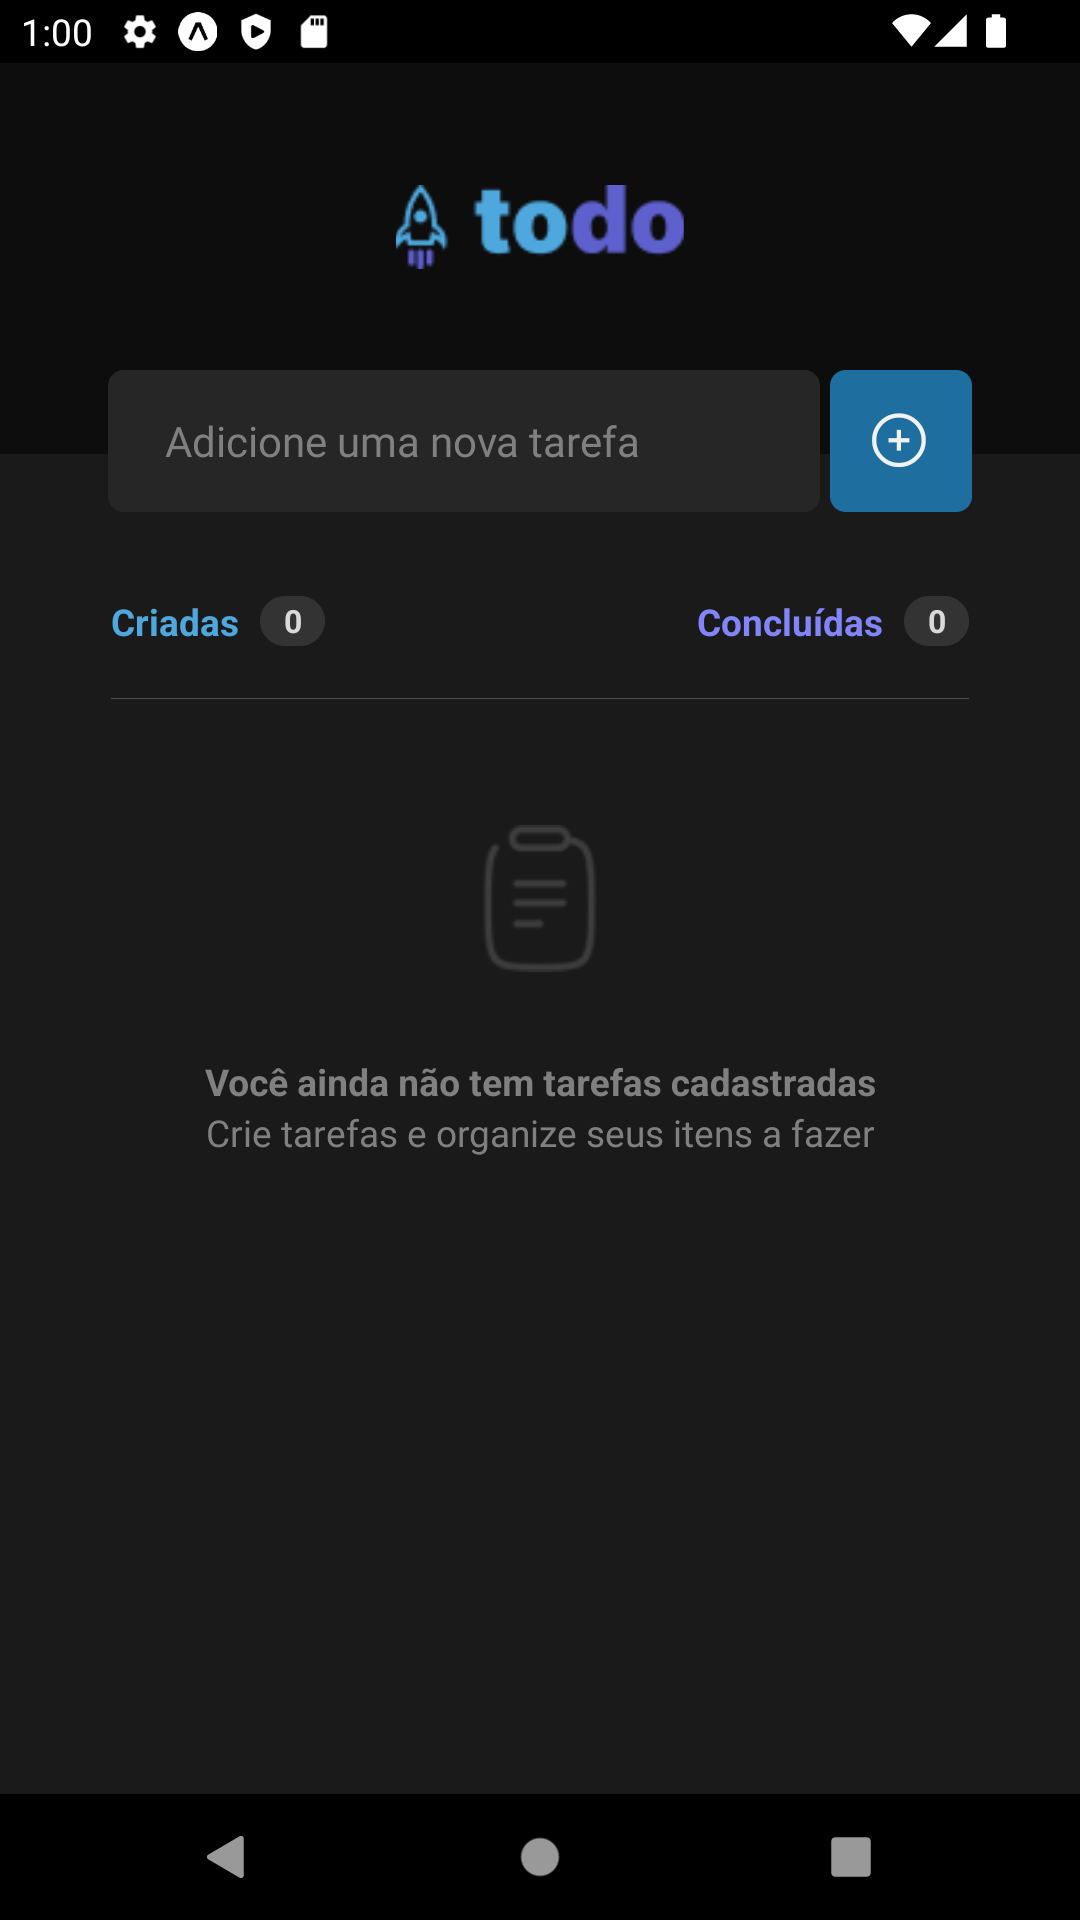 1:00
todo
Adicione uma nova tarefa
Criadas 0
Concluídas 0
Você ainda não tem tarefas cadastradas
Crie tarefas e organize seus itens a fazer